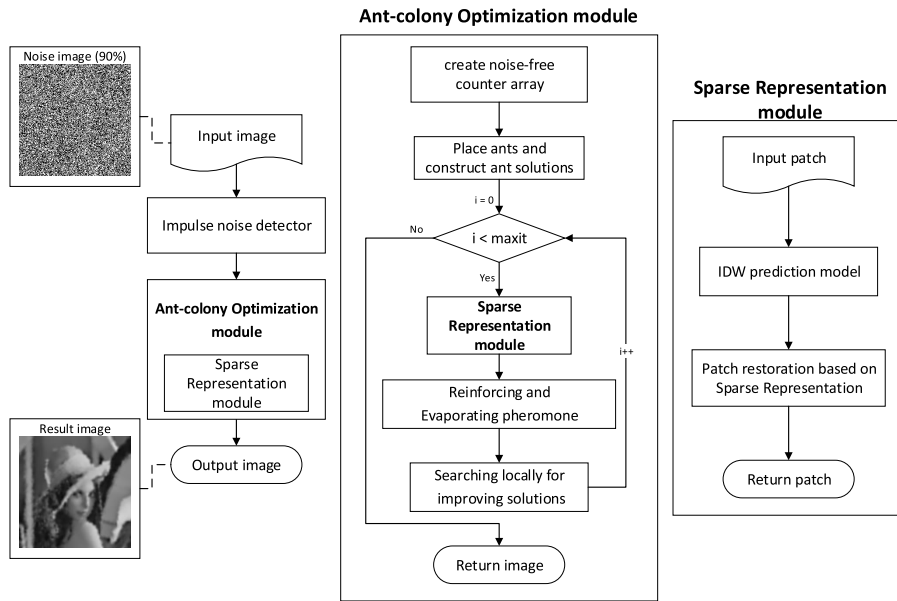 Noise image (90%)
Input image
Impulse noise detector
Ant-colony Optimization
module
Sparse
Representation
module
Result image
Output image
Ant-colony Optimization module
create noise-free
counter array
Place ants and
construct ant solutions
i = 0
No
i < maxit
Yes
Sparse
Representation
module
i++
Reinforcing and
Evaporating pheromone
Searching locally for
improving solutions
Return image
Sparse Representation
module
Input patch
IDW prediction model
Patch restoration based on
Sparse Representation
Return patch